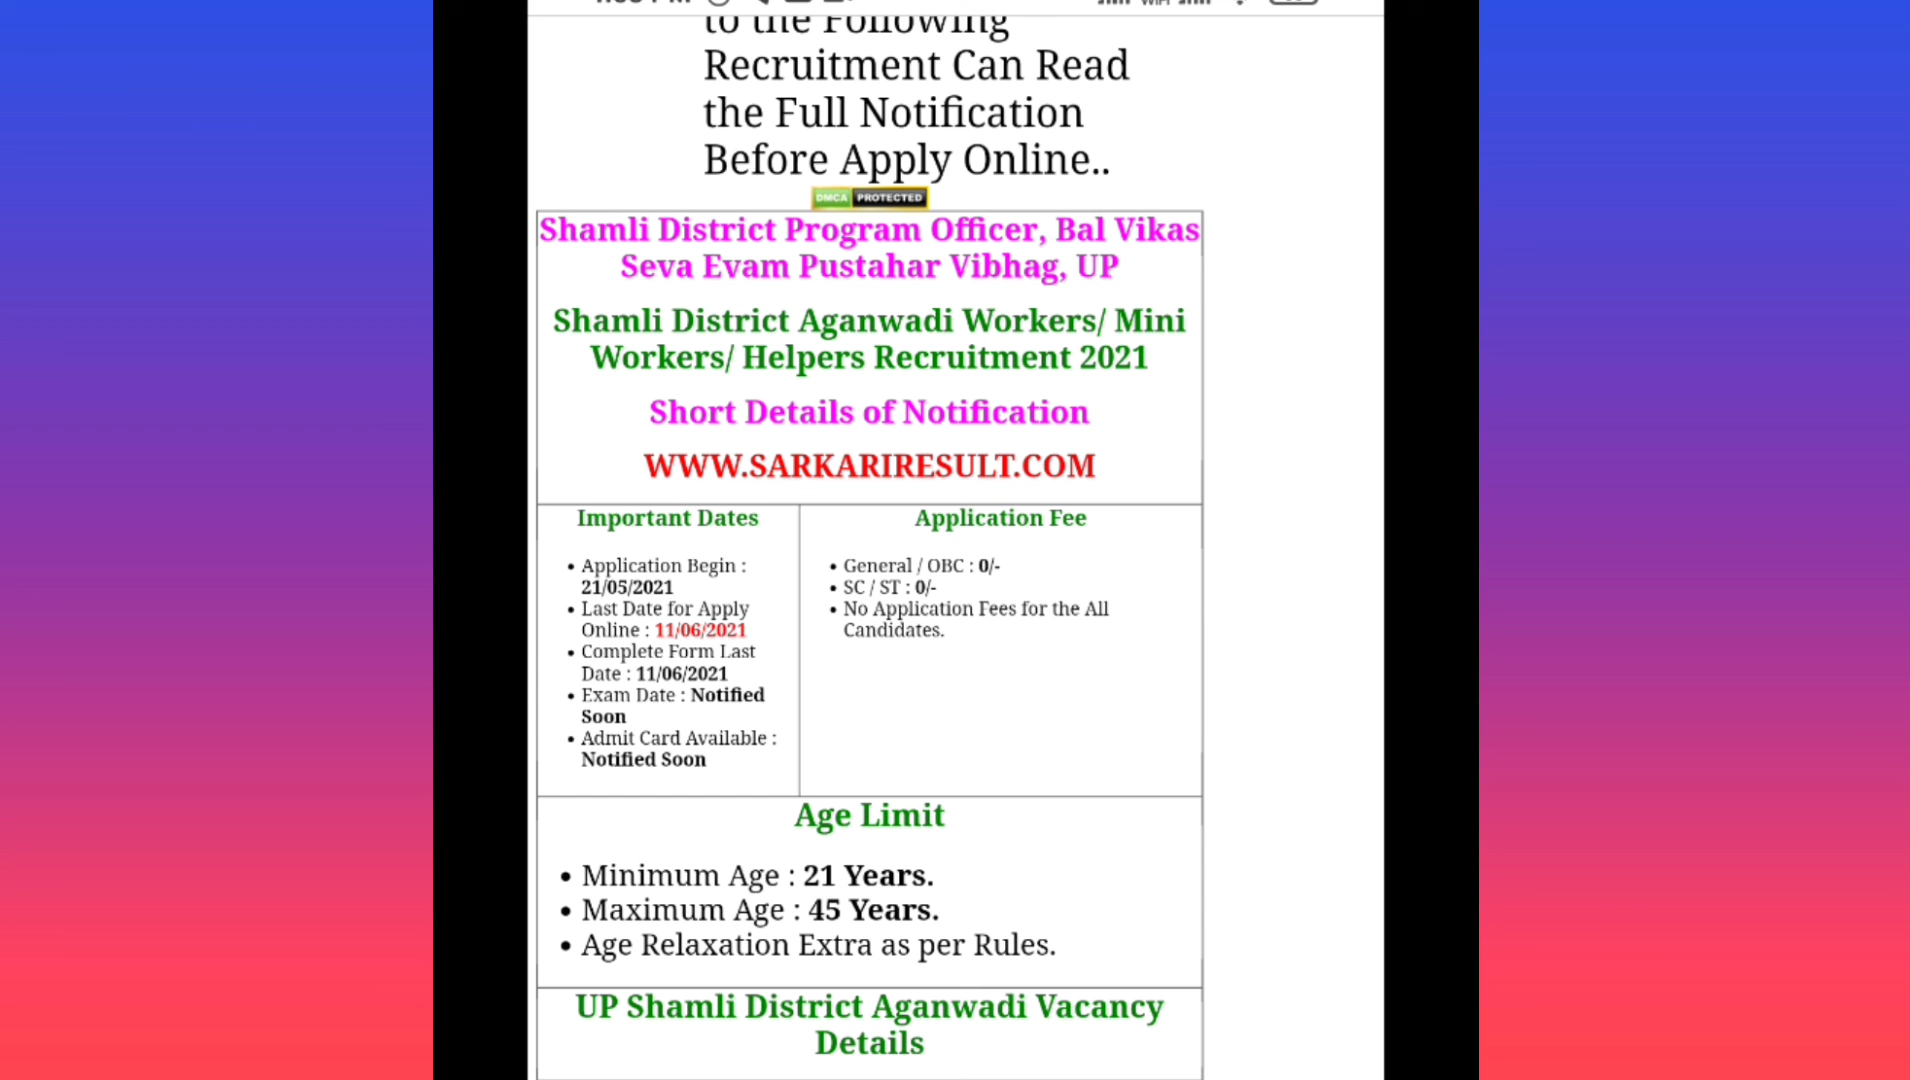 to the Following
Recruitment Can Read
the Full Notification
Before Apply Online..
DMCA PROTECTED
Shamli District Program Officer, Bal Vikas
Seva Evam Pustahar Vibhag, UP
Shamli District Aganwadi Workers/ Mini
Workers/ Helpers Recruitment 2021
Short Details of Notification
WWW.SARKARIRESULT.COM
Important Dates
• Application Begin :
21/05/2021
• Last Date for Apply
Online : 11/06/2021
• Complete Form Last
Date : 11/06/2021
• Exam Date : Notified
Soon
• Admit Card Available :
Notified Soon
Application Fee
• General / OBC : 0/-
• SC / ST : 0/-
• No Application Fees for the All
Candidates.
Age Limit
• Minimum Age : 21 Years.
• Maximum Age : 45 Years.
• Age Relaxation Extra as per Rules.
UP Shamli District Aganwadi Vacancy
Details